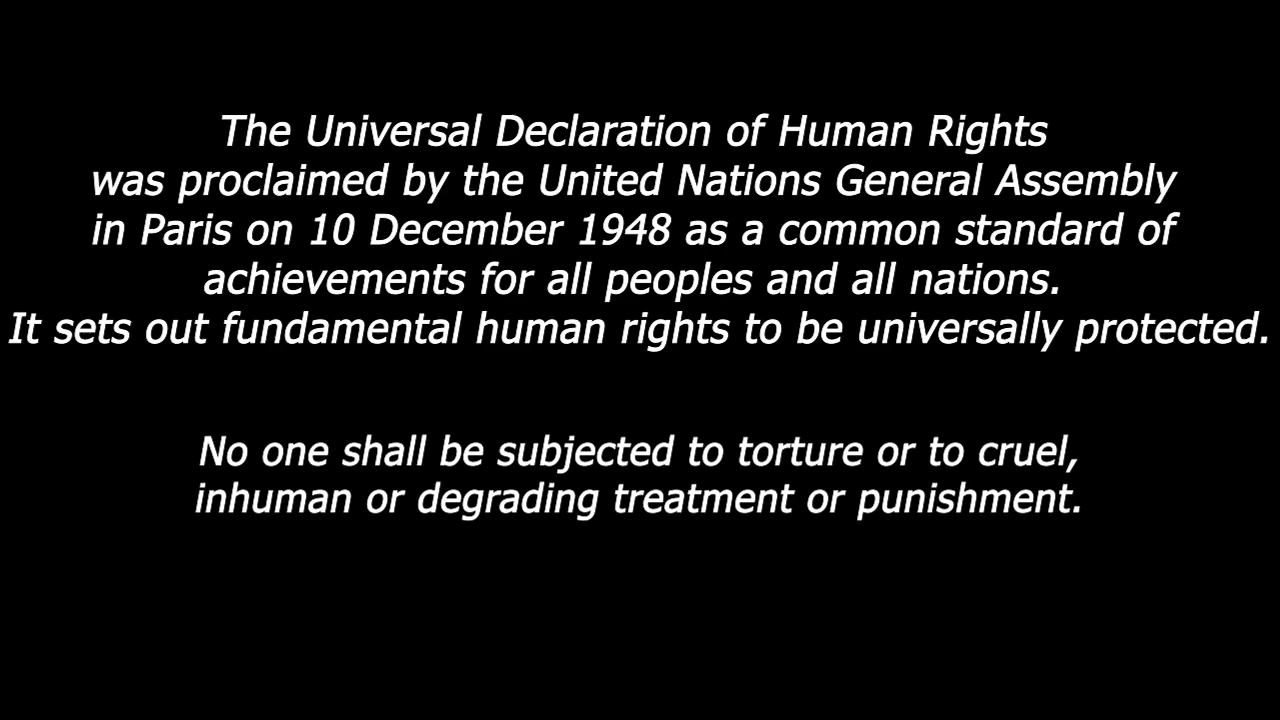 The Universal Declaration of Human Rights
was proclaimed by the United Nations General Assembly
in Paris on 10 December 1948 as a common standard of
achievements for all peoples and all nations.
It sets out fundamental human rights to be universally protected.
No one shall be subjected to torture or to cruel,
inhuman or degrading treatment or punishment.